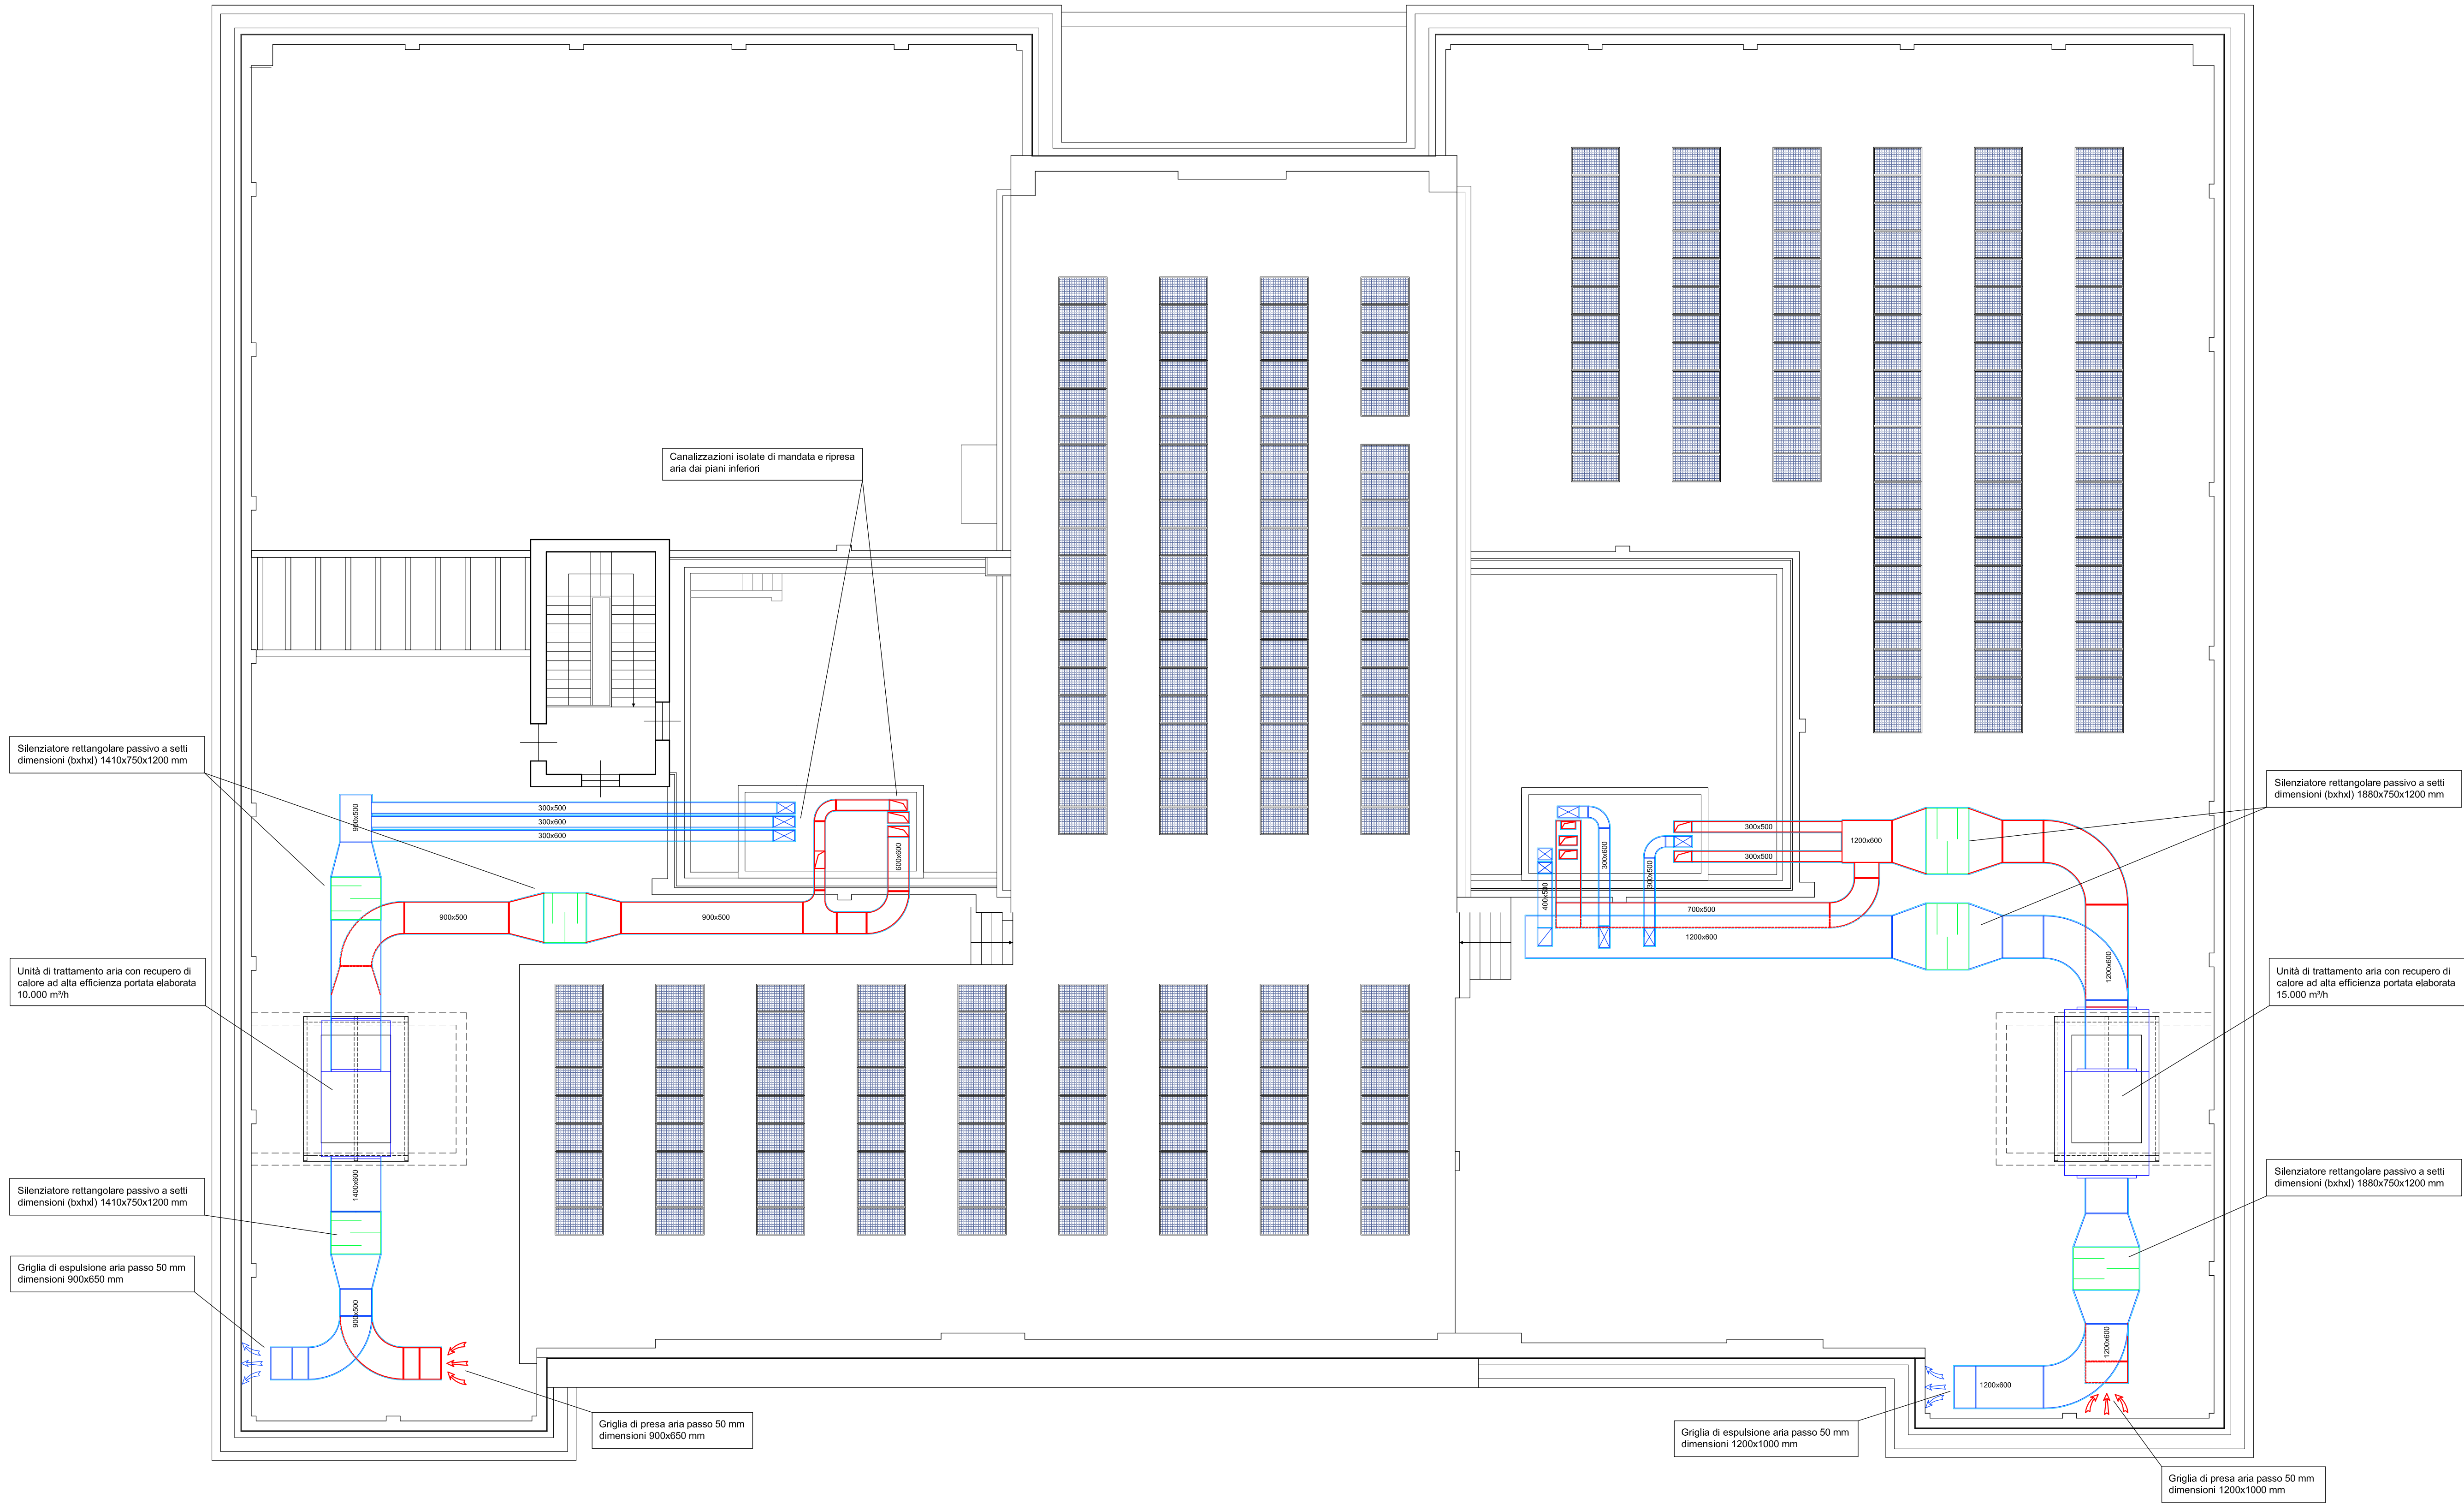 Canalizzazioni isolate di mandata e ripresa
aria dai piani inferiori
Silenziatore rettangolare passivo a setti
dimensioni (bxhxl) 1410x750x1200 mm
Unità di trattamento aria con recupero di
calore ad alta efficienza portata elaborata
10.000 m³/h
Silenziatore rettangolare passivo a setti
dimensioni (bxhxl) 1410x750x1200 mm
Griglia di espulsione aria passo 50 mm
dimensioni 900x650 mm
900x500
300x500
300x600
300x600
600x600
900x500
900x500
1400x600
900x500
Griglia di presa aria passo 50 mm
dimensioni 900x650 mm
300x500
300x500
1200x600
300x600
300x500
400x500
700x500
1200x600
1200x600
1200x600
1200x600
Silenziatore rettangolare passivo a setti
dimensioni (bxhxl) 1880x750x1200 mm
Unità di trattamento aria con recupero di
calore ad alta efficienza portata elaborata
15.000 m³/h
Silenziatore rettangolare passivo a setti
dimensioni (bxhxl) 1880x750x1200 mm
Griglia di espulsione aria passo 50 mm
dimensioni 1200x1000 mm
Griglia di presa aria passo 50 mm
dimensioni 1200x1000 mm